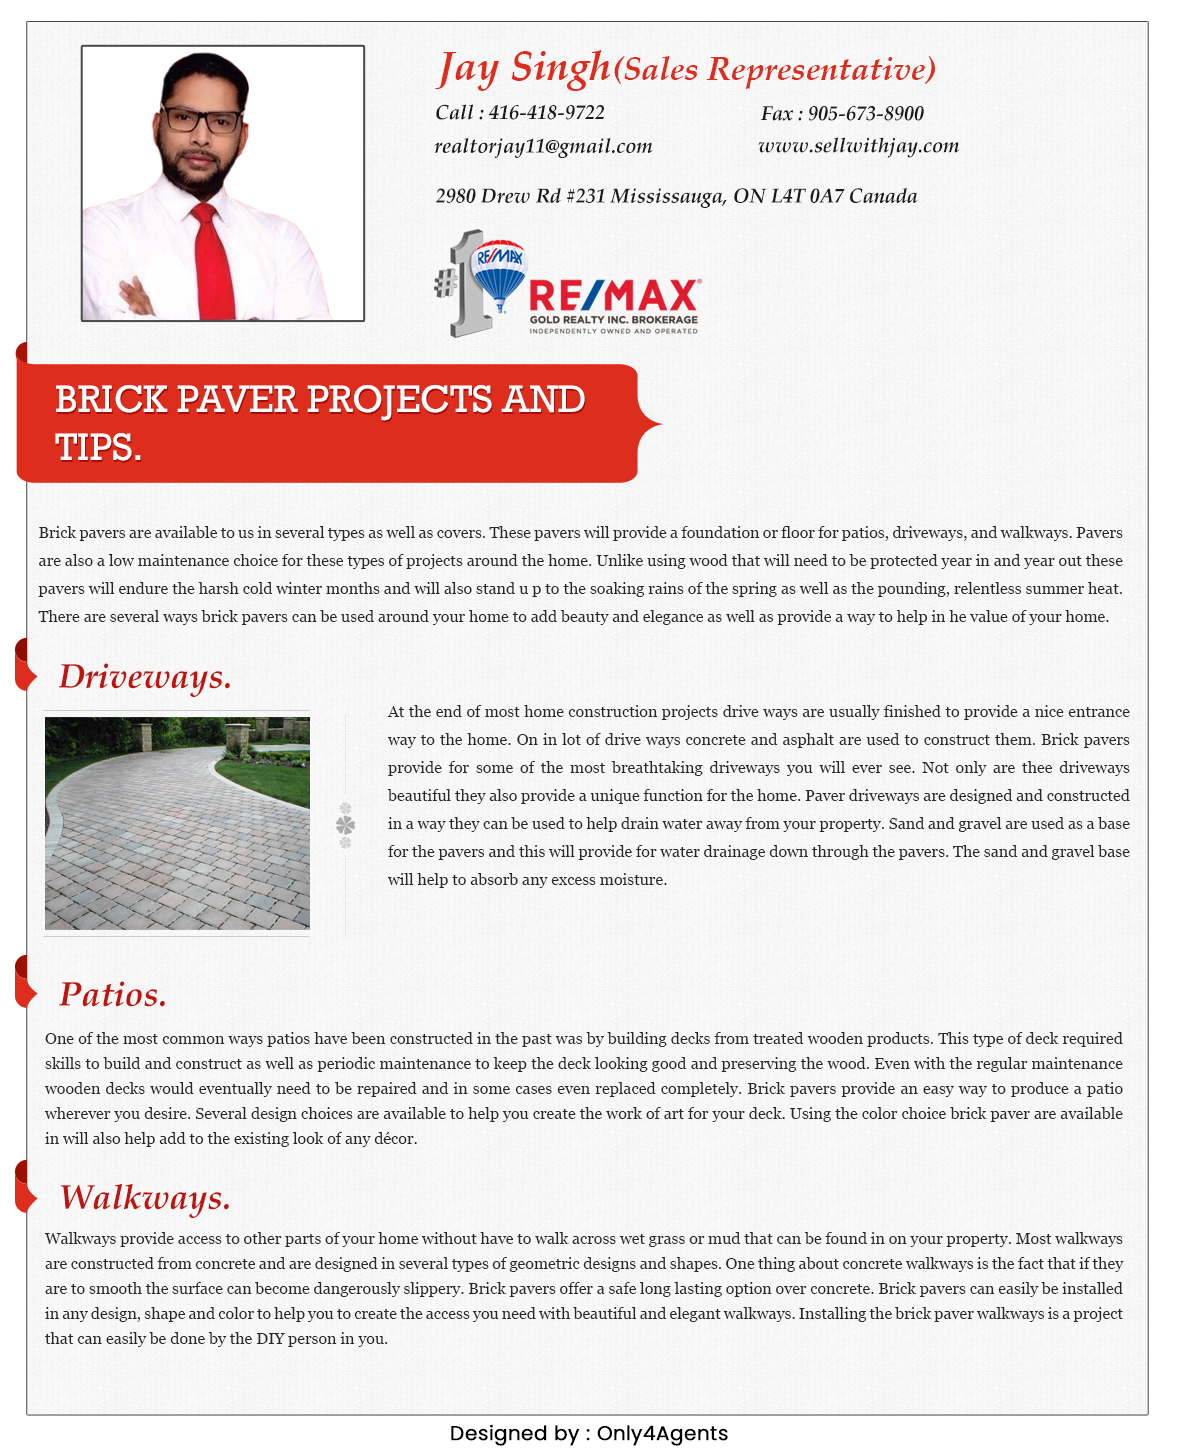 Jay Singh(Sales Representative)
Call : 416-418-9722
Fax : 905-673-8900
realtorjay11@gmail.com
www.sellwithjay.com
2980 Drew Rd #231 Mississauga, ON L4T 0A7 Canada
#1 RE/MAX
RE/MAX®
GOLD REALTY INC. BROKERAGE
INDEPENDENTLY OWNED AND OPERATED
BRICK PAVER PROJECTS AND
TIPS.
Brick pavers are available to us in several types as well as covers. These pavers will provide a foundation or floor for patios, driveways, and walkways. Pavers
are also a low maintenance choice for these types of projects around the home. Unlike using wood that will need to be protected year in and year out these
pavers will endure the harsh cold winter months and will also stand u p to the soaking rains of the spring as well as the pounding, relentless summer heat.
There are several ways brick pavers can be used around your home to add beauty and elegance as well as provide a way to help in he value of your home.
Driveways.
At the end of most home construction projects drive ways are usually finished to provide a nice entrance
way to the home. On in lot of drive ways concrete and asphalt are used to construct them. Brick pavers
provide for some of the most breathtaking driveways you will ever see. Not only are thee driveways
beautiful they also provide a unique function for the home. Paver driveways are designed and constructed
in a way they can be used to help drain water away from your property. Sand and gravel are used as a base
for the pavers and this will provide for water drainage down through the pavers. The sand and gravel base
will help to absorb any excess moisture.
Patios.
One of the most common ways patios have been constructed in the past was by building decks from treated wooden products. This type of deck required
skills to build and construct as well as periodic maintenance to keep the deck looking good and preserving the wood. Even with the regular maintenance
wooden decks would eventually need to be repaired and in some cases even replaced completely. Brick pavers provide an easy way to produce a patio
wherever you desire. Several design choices are available to help you create the work of art for your deck. Using the color choice brick paver are available
in will also help add to the existing look of any décor.
Walkways.
Walkways provide access to other parts of your home without have to walk across wet grass or mud that can be found in on your property. Most walkways
are constructed from concrete and are designed in several types of geometric designs and shapes. One thing about concrete walkways is the fact that if they
are to smooth the surface can become dangerously slippery. Brick pavers offer a safe long lasting option over concrete. Brick pavers can easily be installed
in any design, shape and color to help you to create the access you need with beautiful and elegant walkways. Installing the brick paver walkways is a project
that can easily be done by the DIY person in you.
Designed by : Only4Agents